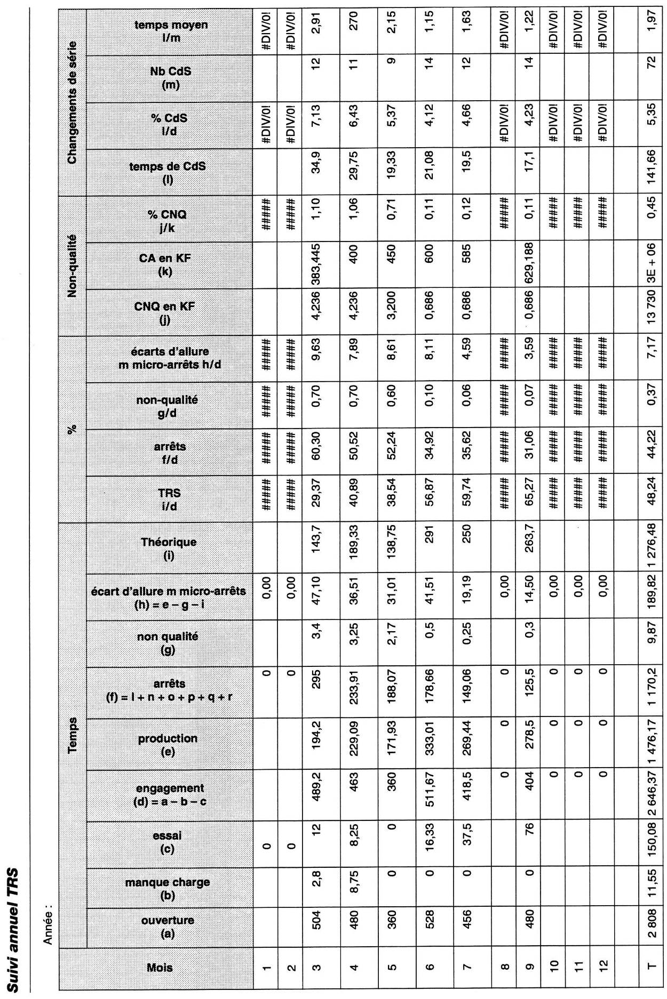 Suivi annuel TRS
Année :
Mois | Temps | % | Non-qualité | Changements de série
ouverture (a) | manque charge (b) | essai (c) | engagement (d) = a – b – c | production (e) | arrêts (f) = l + n + o + p + q + r | non qualité (g) | écart d'allure m micro-arrêts (h) = e – g – i | Théorique (i) | TRS i/d | arrêts f/d | non-qualité g/d | écarts d'allure m micro-arrêts h/d | CNQ en KF (j) | CA en KF (k) | % CNQ j/k | temps de CdS (l) | % CdS l/d | Nb CdS (m) | temps moyen l/m
1 | | | 0 | | | 0 | | 0,00 | | ##### | ##### | ##### | ##### | | | ##### | | #DIV/0! | | #DIV/0!
2 | | | 0 | | | 0 | | 0,00 | | ##### | ##### | ##### | ##### | | | ##### | | #DIV/0! | | #DIV/0!
3 | 504 | 2,8 | 12 | 489,2 | 194,2 | 295 | 3,4 | 47,10 | 143,7 | 29,37 | 60,30 | 0,70 | 9,63 | 4,236 | 383,445 | 1,10 | 34,9 | 7,13 | 12 | 2,91
4 | 480 | 8,75 | 8,25 | 463 | 229,09 | 233,91 | 3,25 | 36,51 | 189,33 | 40,89 | 50,52 | 0,70 | 7,89 | 4,236 | 400 | 1,06 | 29,75 | 6,43 | 11 | 270
5 | 360 | 0 | 0 | 360 | 171,93 | 188,07 | 2,17 | 31,01 | 138,75 | 38,54 | 52,24 | 0,60 | 8,61 | 3,200 | 450 | 0,71 | 19,33 | 5,37 | 9 | 2,15
6 | 528 | 0 | 16,33 | 511,67 | 333,01 | 178,66 | 0,5 | 41,51 | 291 | 56,87 | 34,92 | 0,10 | 8,11 | 0,686 | 600 | 0,11 | 21,08 | 4,12 | 14 | 1,15
7 | 456 | 0 | 37,5 | 418,5 | 269,44 | 149,06 | 0,25 | 19,19 | 250 | 59,74 | 35,62 | 0,06 | 4,59 | 0,686 | 585 | 0,12 | 19,5 | 4,66 | 12 | 1,63
8 | | | | 0 | 0 | 0 | | 0,00 | | ##### | ##### | ##### | ##### | | | ##### | | #DIV/0! | | #DIV/0!
9 | 480 | 0 | 76 | 404 | 278,5 | 125,5 | 0,3 | 14,50 | 263,7 | 65,27 | 31,06 | 0,07 | 3,59 | 0,686 | 629,188 | 0,11 | 17,1 | 4,23 | 14 | 1,22
10 | | | | 0 | 0 | 0 | | 0,00 | | ##### | ##### | ##### | ##### | | | ##### | | #DIV/0! | | #DIV/0!
11 | | | | 0 | 0 | 0 | | 0,00 | | ##### | ##### | ##### | ##### | | | ##### | | #DIV/0! | | #DIV/0!
12 | | | | 0 | 0 | 0 | | 0,00 | | ##### | ##### | ##### | ##### | | | ##### | | #DIV/0! | | #DIV/0!
T | 2 808 | 11,55 | 150,08 | 2 646,37 | 1 476,17 | 1 170,2 | 9,87 | 189,82 | 1 276,48 | 48,24 | 44,22 | 0,37 | 7,17 | 13 730 | 3E + 06 | 0,45 | 141,66 | 5,35 | 72 | 1,97